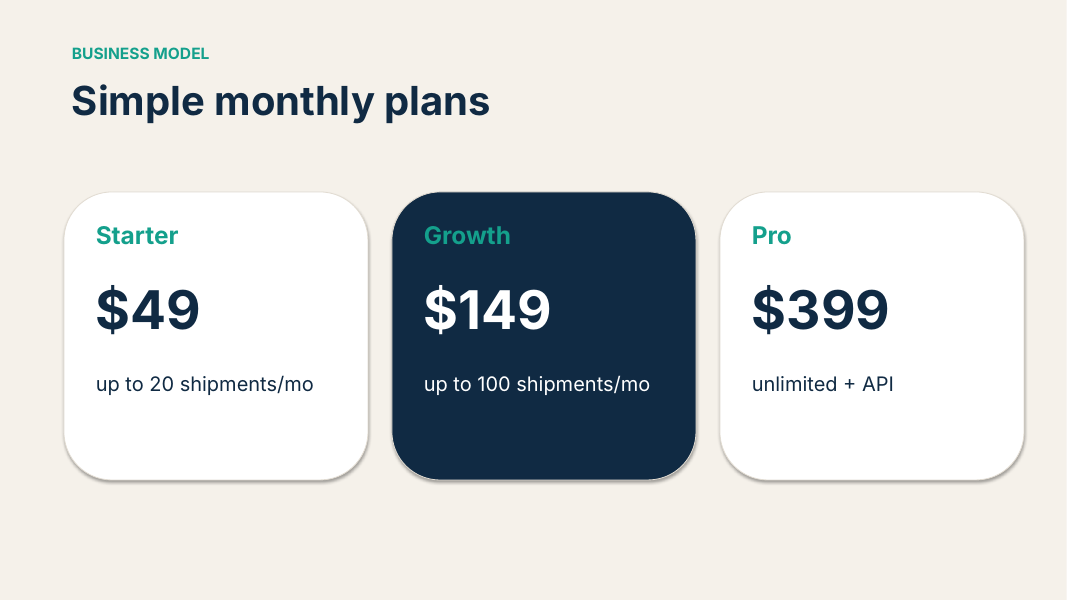 BUSINESS MODEL
Simple monthly plans
Starter
$49
up to 20 shipments/mo
Growth
$149
up to 100 shipments/mo
Pro
$399
unlimited + API